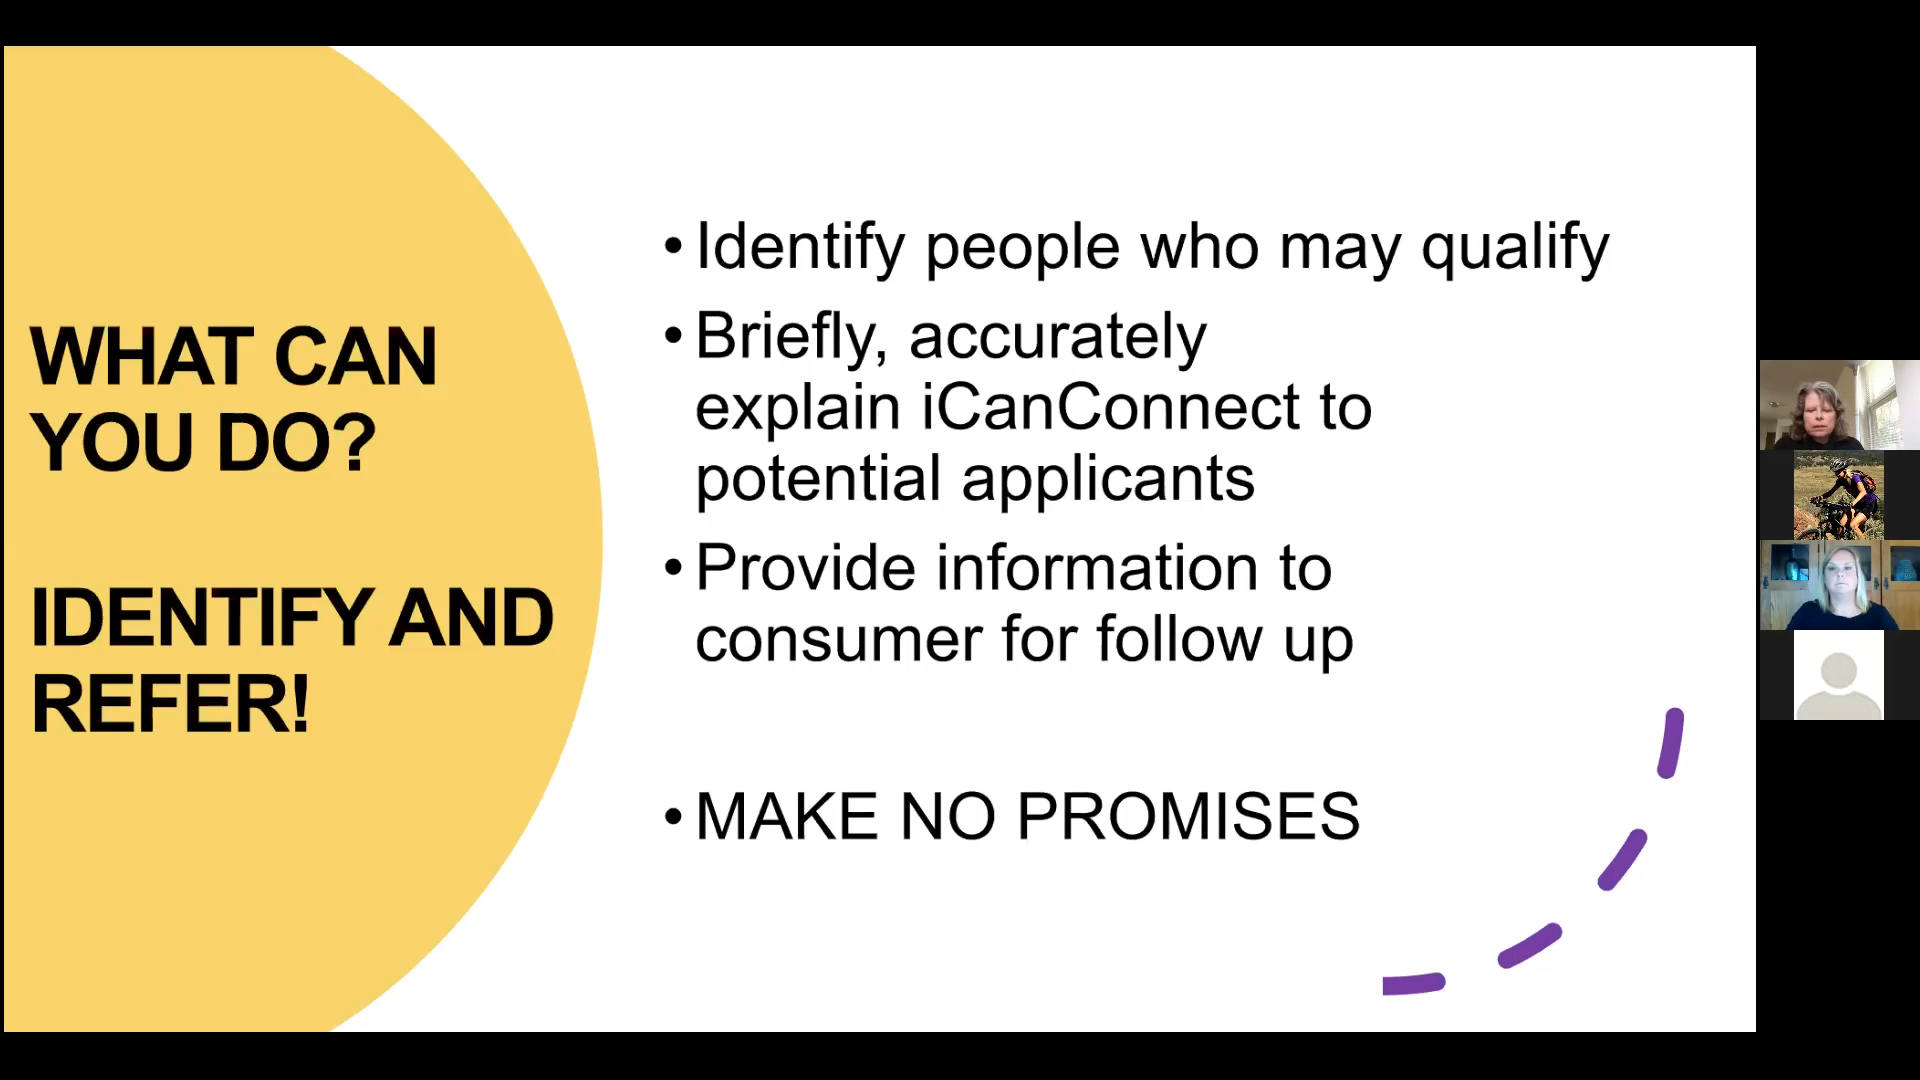 WHAT CAN
YOU DO?
IDENTIFY AND
REFER!
• Identify people who may qualify
• Briefly, accurately
explain iCanConnect to
potential applicants
• Provide information to
consumer for follow up
• MAKE NO PROMISES